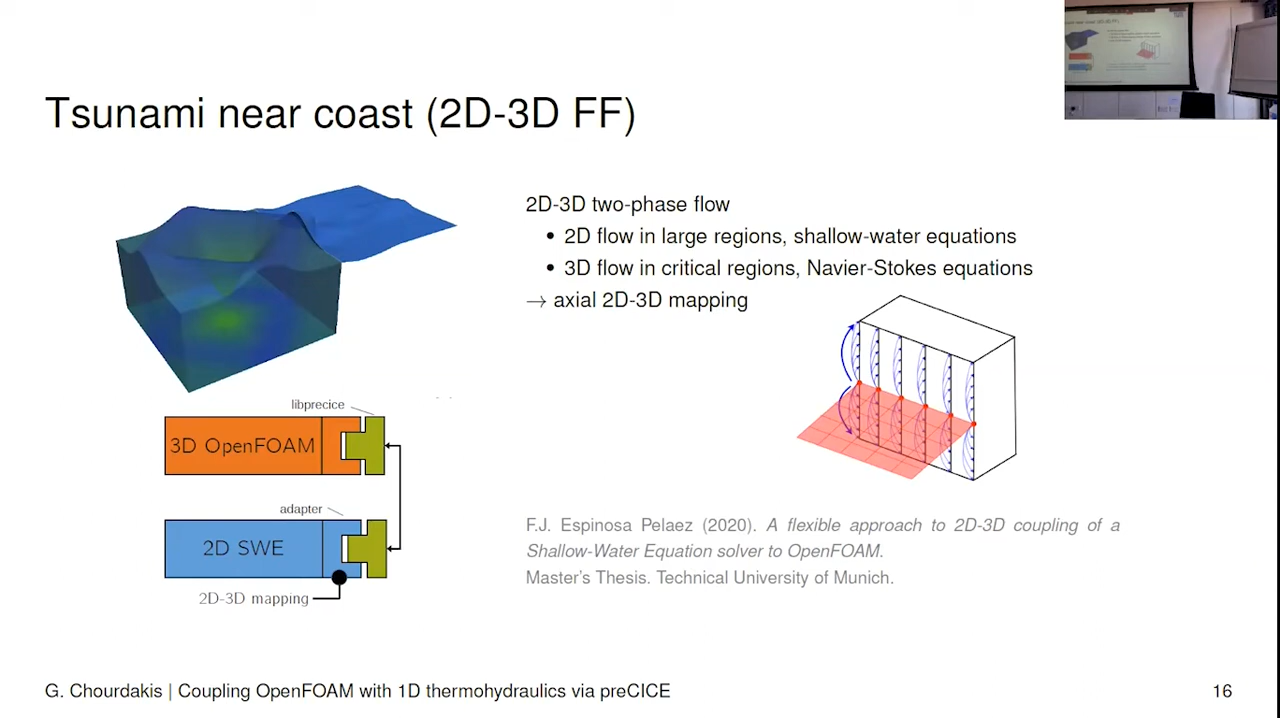 Tsunami near coast (2D-3D FF)
2D-3D two-phase flow
• 2D flow in large regions, shallow-water equations
• 3D flow in critical regions, Navier-Stokes equations
→ axial 2D-3D mapping
libprecice
3D OpenFOAM
adapter
2D SWE
2D-3D mapping
F.J. Espinosa Pelaez (2020). A flexible approach to 2D-3D coupling of a
Shallow-Water Equation solver to OpenFOAM.
Master's Thesis. Technical University of Munich.
G. Chourdakis | Coupling OpenFOAM with 1D thermohydraulics via preCICE
16